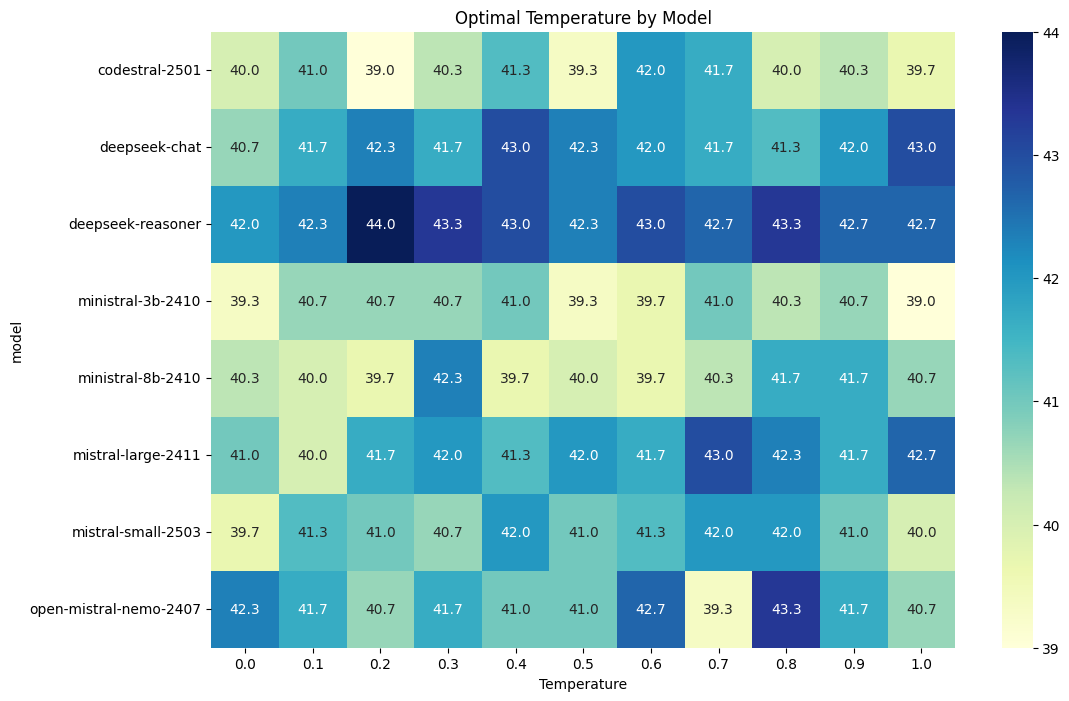 Optimal Temperature by Model
model
codestral-2501 40.0 41.0 39.0 40.3 41.3 39.3 42.0 41.7 40.0 40.3 39.7
deepseek-chat 40.7 41.7 42.3 41.7 43.0 42.3 42.0 41.7 41.3 42.0 43.0
deepseek-reasoner 42.0 42.3 44.0 43.3 43.0 42.3 43.0 42.7 43.3 42.7 42.7
ministral-3b-2410 39.3 40.7 40.7 40.7 41.0 39.3 39.7 41.0 40.3 40.7 39.0
ministral-8b-2410 40.3 40.0 39.7 42.3 39.7 40.0 39.7 40.3 41.7 41.7 40.7
mistral-large-2411 41.0 40.0 41.7 42.0 41.3 42.0 41.7 43.0 42.3 41.7 42.7
mistral-small-2503 39.7 41.3 41.0 40.7 42.0 41.0 41.3 42.0 42.0 41.0 40.0
open-mistral-nemo-2407 42.3 41.7 40.7 41.7 41.0 41.0 42.7 39.3 43.3 41.7 40.7
0.0 0.1 0.2 0.3 0.4 0.5 0.6 0.7 0.8 0.9 1.0
Temperature
44
43
42
41
40
39